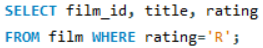 SELECT film_id, title, rating
FROM film WHERE rating='R';